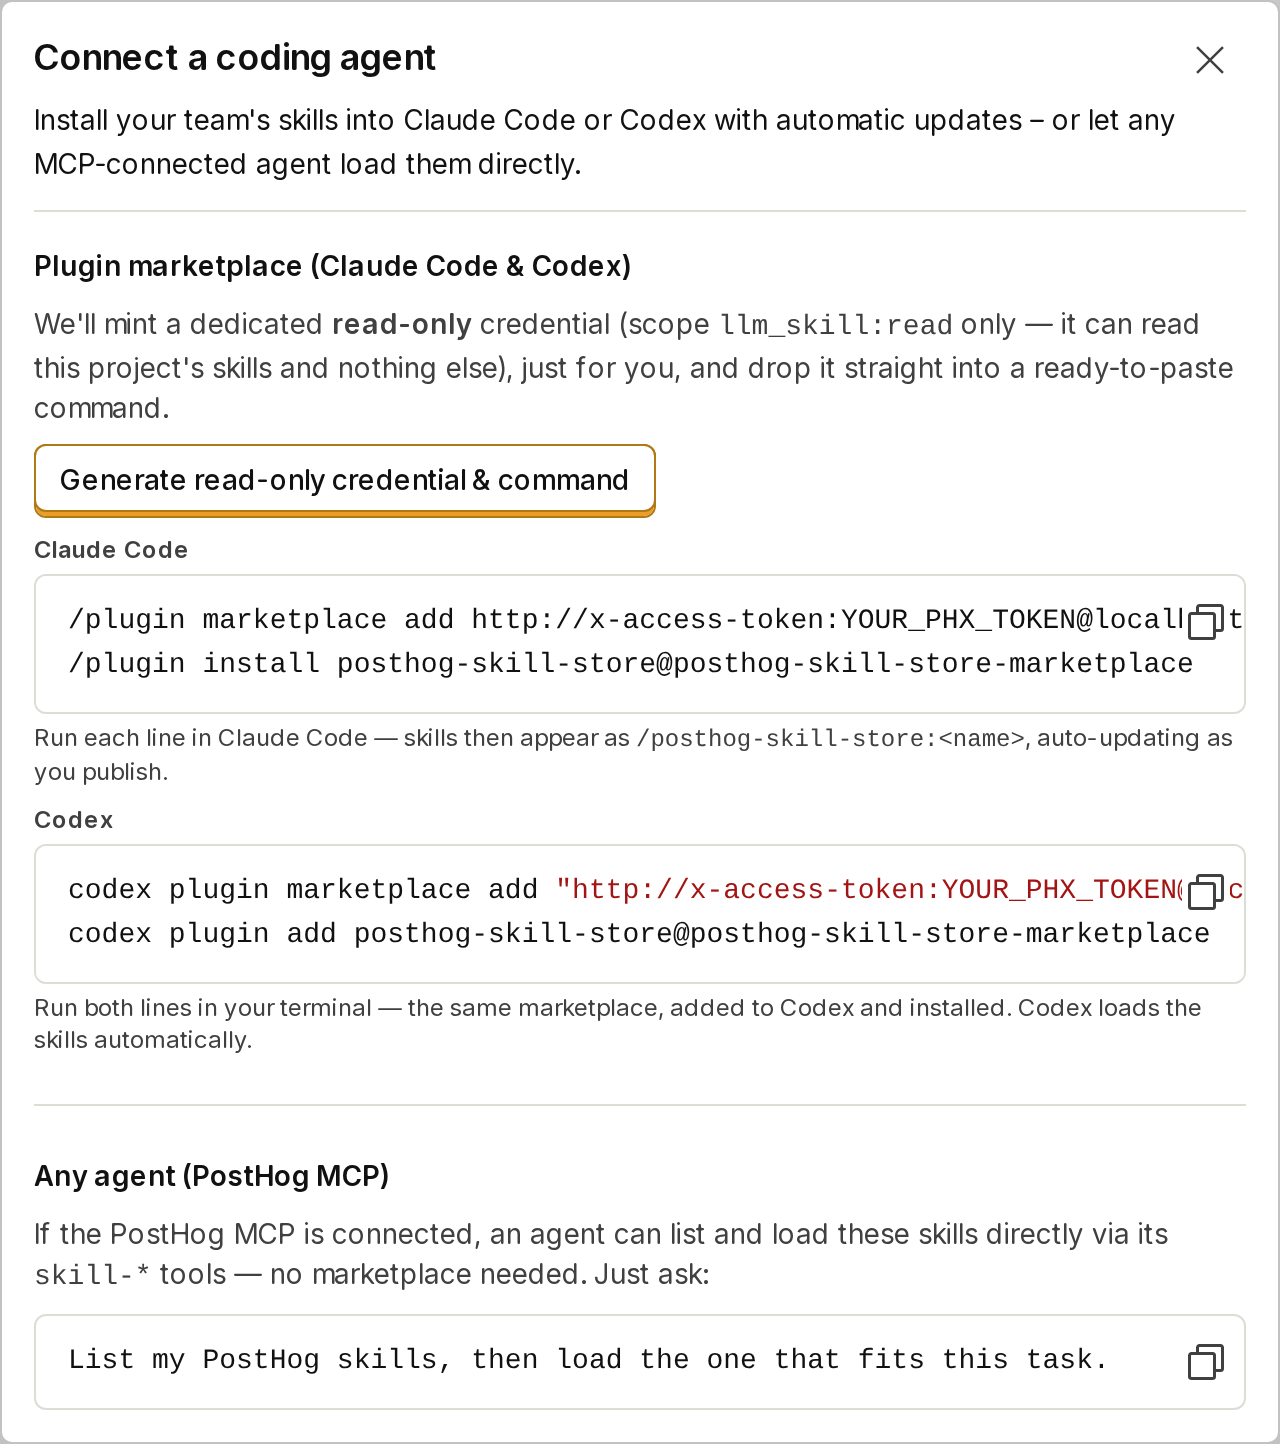 Connect a coding agent
Install your team's skills into Claude Code or Codex with automatic updates – or let any
MCP-connected agent load them directly.
Plugin marketplace (Claude Code & Codex)
We'll mint a dedicated read-only credential (scope llm_skill:read only — it can read
this project's skills and nothing else), just for you, and drop it straight into a ready-to-paste
command.
Generate read-only credential & command
Claude Code
/plugin marketplace add http://x-access-token:YOUR_PHX_TOKEN@local
/plugin install posthog-skill-store@posthog-skill-store-marketplace
Run each line in Claude Code — skills then appear as /posthog-skill-store:<name>, auto-updating as
you publish.
Codex
codex plugin marketplace add "http://x-access-token:YOUR_PHX_TOKEN@
codex plugin add posthog-skill-store@posthog-skill-store-marketplace
Run both lines in your terminal — the same marketplace, added to Codex and installed. Codex loads the
skills automatically.
Any agent (PostHog MCP)
If the PostHog MCP is connected, an agent can list and load these skills directly via its
skill-* tools — no marketplace needed. Just ask:
List my PostHog skills, then load the one that fits this task.